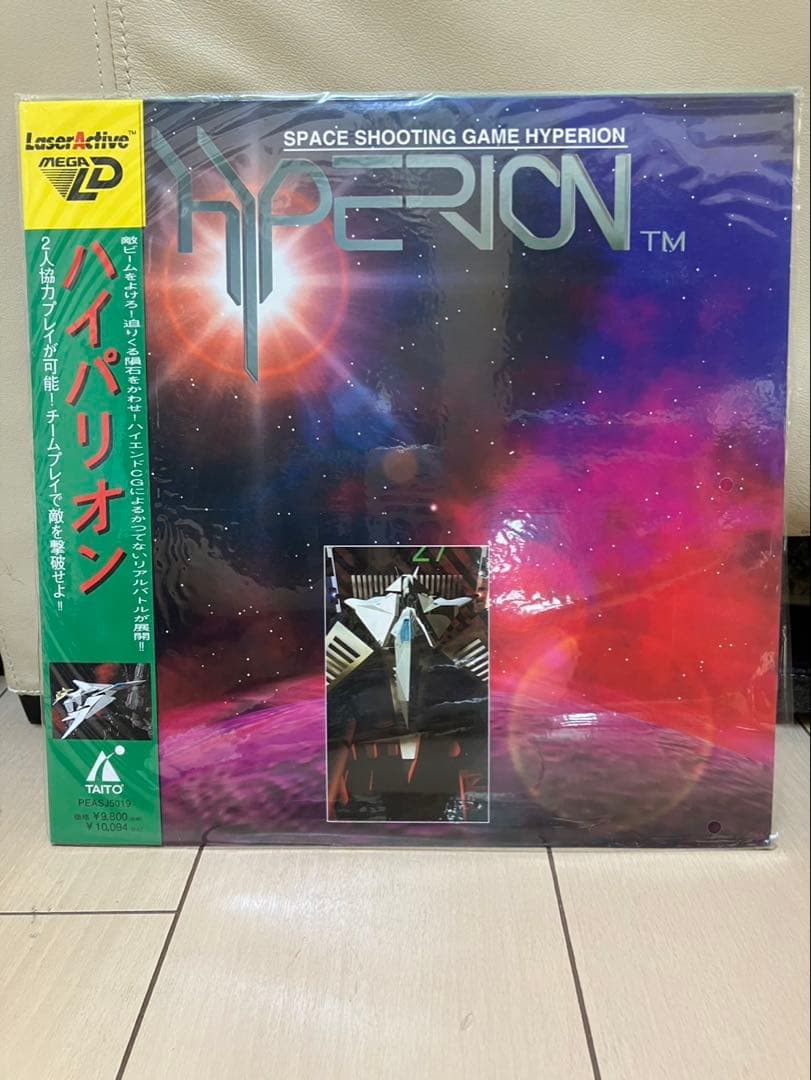 LaserActive™
MEGA LD
SPACE SHOOTING GAME HYPERION
HYPERION TM
ハイパリオン
敵ビームをよけろ!迫りくる隕石をかわせ!ハイエンドCGによるかつてないリアルバトルが展開!!
2人協力プレイが可能!チームプレイで敵を撃破せよ!!
27
TAITO®
PEASJ5019
価格 ¥9,800
¥10,094